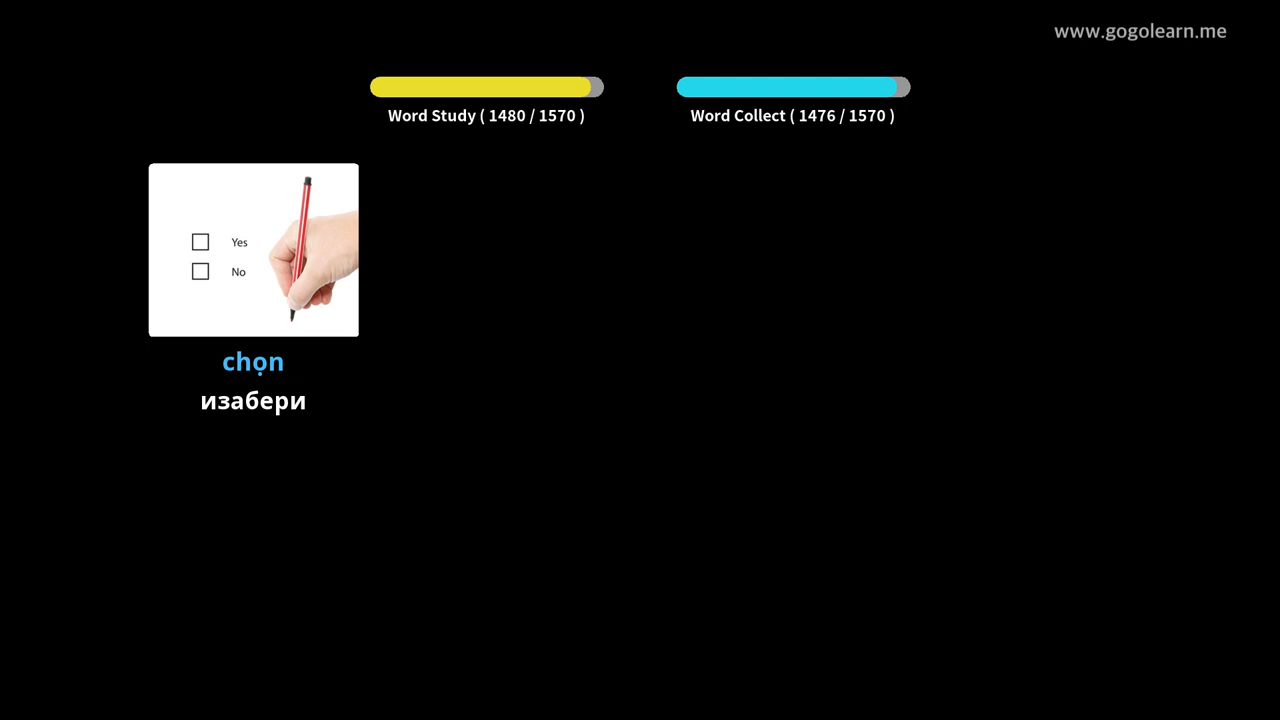 www.gogolearn.me
Word Study ( 1480 / 1570 )
Word Collect ( 1476 / 1570 )
Yes
No
chọn
изабери